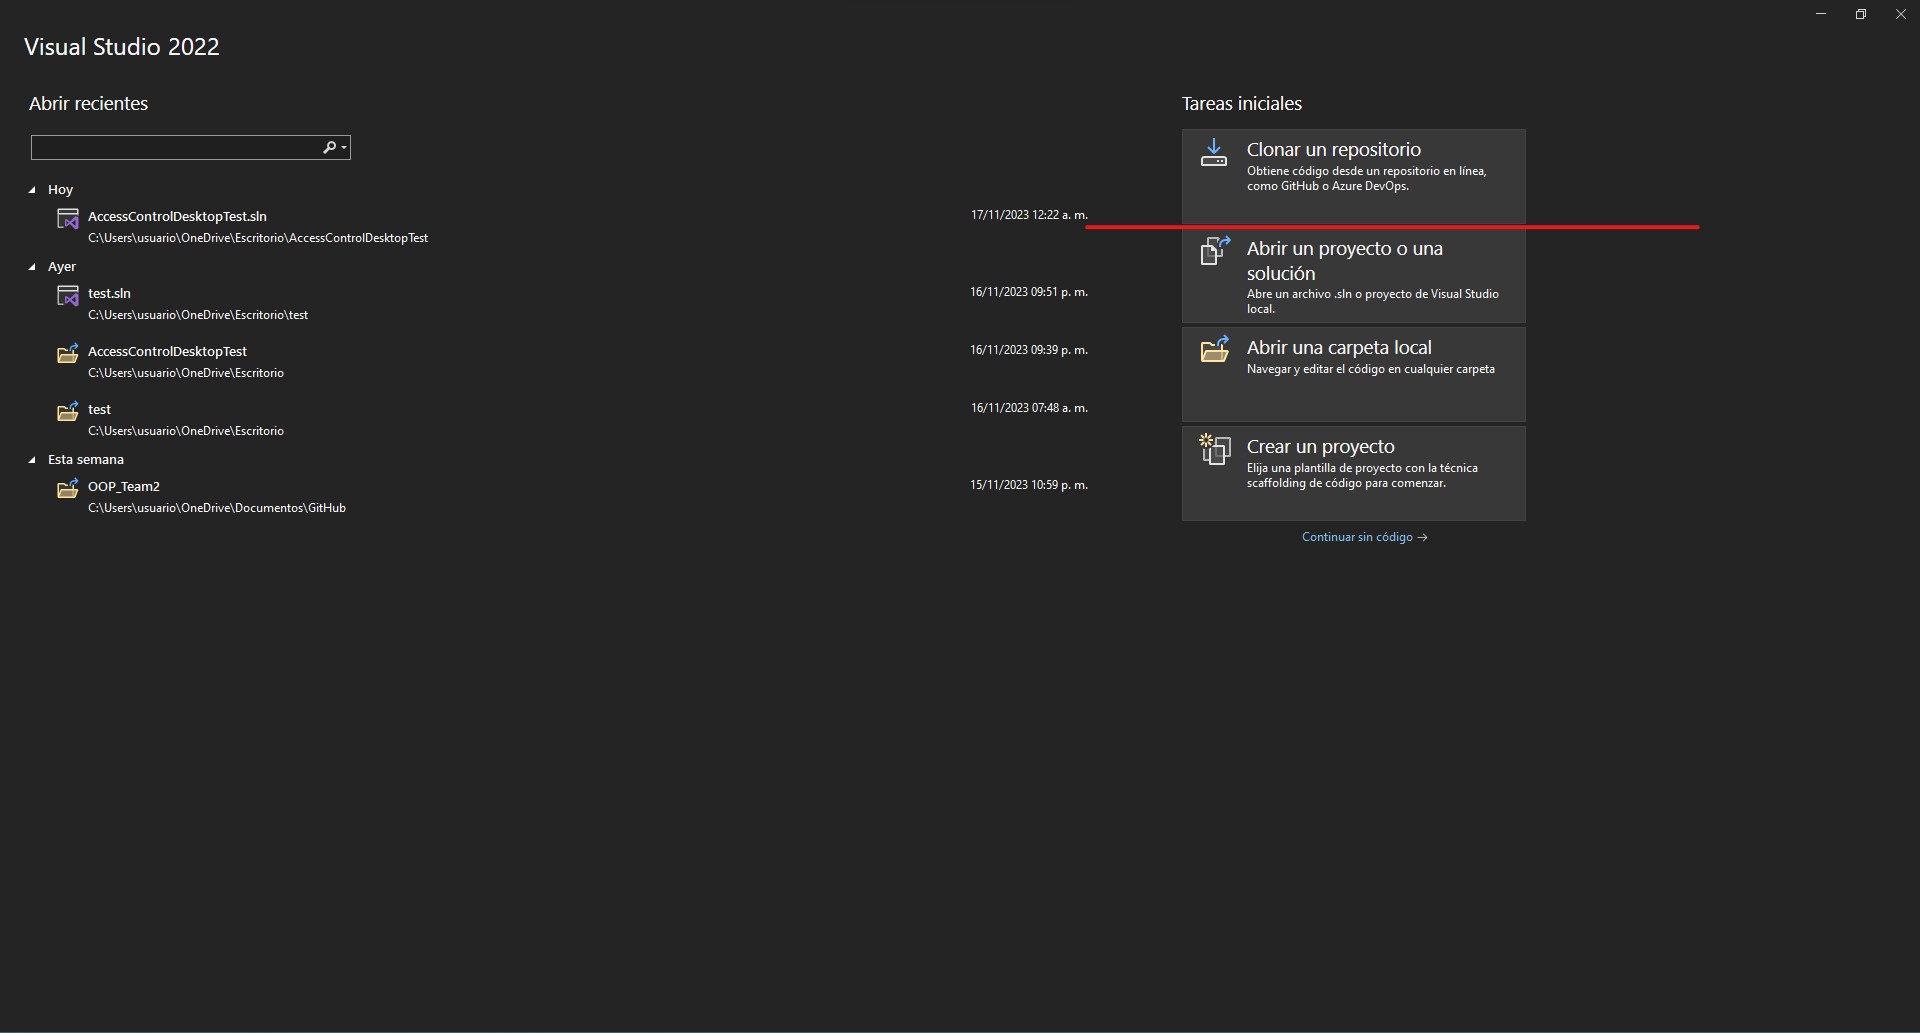 Visual Studio 2022
Abrir recientes
Hoy
AccessControlDesktopTest.sln
17/11/2023 12:22 a. m.
C:\Users\usuario\OneDrive\Escritorio\AccessControlDesktopTest
Ayer
test.sln
16/11/2023 09:51 p. m.
C:\Users\usuario\OneDrive\Escritorio\test
AccessControlDesktopTest
16/11/2023 09:39 p. m.
C:\Users\usuario\OneDrive\Escritorio
test
16/11/2023 07:48 a. m.
C:\Users\usuario\OneDrive\Escritorio
Esta semana
OOP_Team2
15/11/2023 10:59 p. m.
C:\Users\usuario\OneDrive\Documentos\GitHub
Tareas iniciales
Clonar un repositorio
Obtiene código desde un repositorio en línea,
como GitHub o Azure DevOps.
Abrir un proyecto o una
solución
Abre un archivo .sln o proyecto de Visual Studio
local.
Abrir una carpeta local
Navegar y editar el código en cualquier carpeta
Crear un proyecto
Elija una plantilla de proyecto con la técnica
scaffolding de código para comenzar.
Continuar sin código →